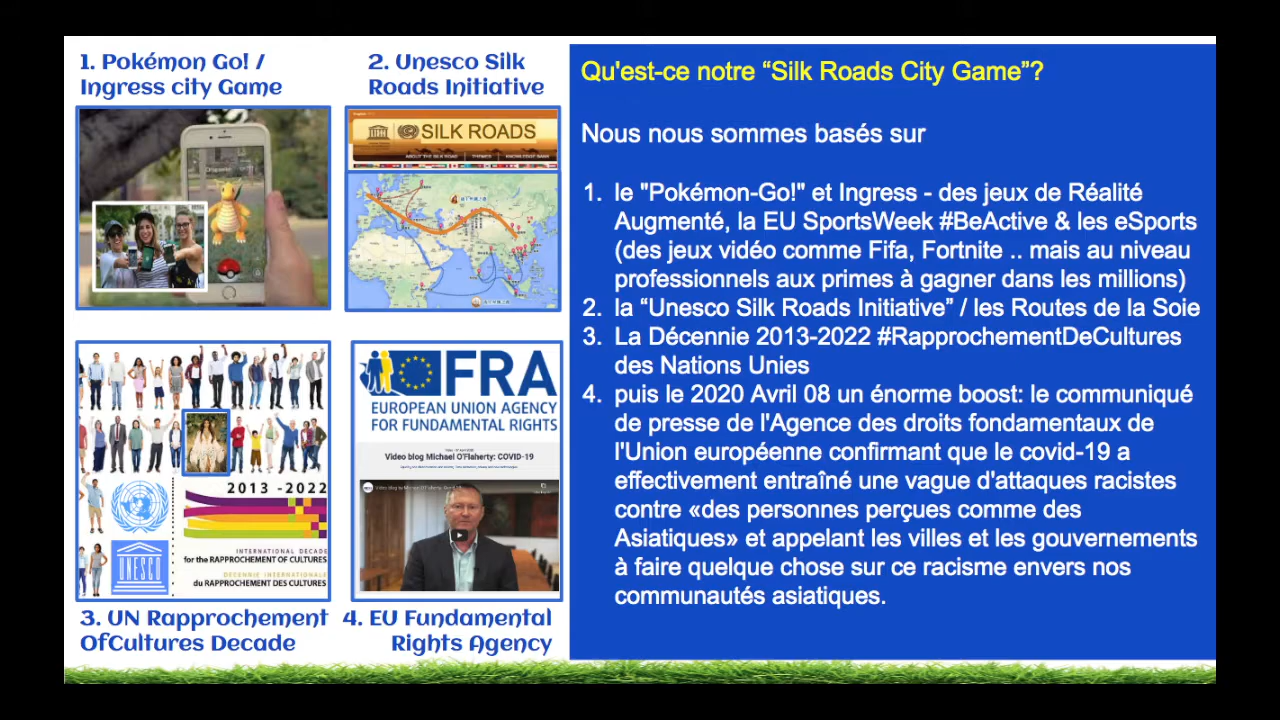 1. Pokémon Go! /
Ingress city Game
2. Unesco Silk
Roads Initiative
SILK ROADS
ABOUT THE SILK ROAD
THEMES
KNOWLEDGE BANK
FRA
EUROPEAN UNION AGENCY
FOR FUNDAMENTAL RIGHTS
Video blog Michael O'Flaherty: COVID-19
2013 -2022
INTERNATIONAL DECADE
for the RAPPROCHEMENT OF CULTURES
DÉCENNIE INTERNATIONALE
du RAPPROCHEMENT DES CULTURES
UNESCO
3. UN Rapprochement
OfCultures Decade
4. EU Fundamental
Rights Agency
Qu'est-ce notre “Silk Roads City Game”?
Nous nous sommes basés sur
1. le "Pokémon-Go!" et Ingress - des jeux de Réalité
Augmenté, la EU SportsWeek #BeActive & les eSports
(des jeux vidéo comme Fifa, Fortnite .. mais au niveau
professionnels aux primes à gagner dans les millions)
2. la “Unesco Silk Roads Initiative” / les Routes de la Soie
3. La Décennie 2013-2022 #RapprochementDeCultures
des Nations Unies
4. puis le 2020 Avril 08 un énorme boost: le communiqué
de presse de l'Agence des droits fondamentaux de
l'Union européenne confirmant que le covid-19 a
effectivement entraîné une vague d'attaques racistes
contre «des personnes perçues comme des
Asiatiques» et appelant les villes et les gouvernements
à faire quelque chose sur ce racisme envers nos
communautés asiatiques.